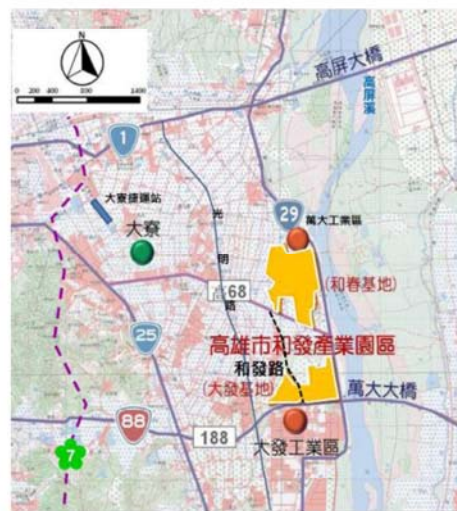 N
0 200 400 800 1400
高屏大橋
高屏溪
1
大寮捷運站
29
萬大工業區
大寮
光明路
(和春基地)
高68
25
高雄市和發產業園區
和發路
(大發基地)
萬大大橋
88
188
大發工業區
7